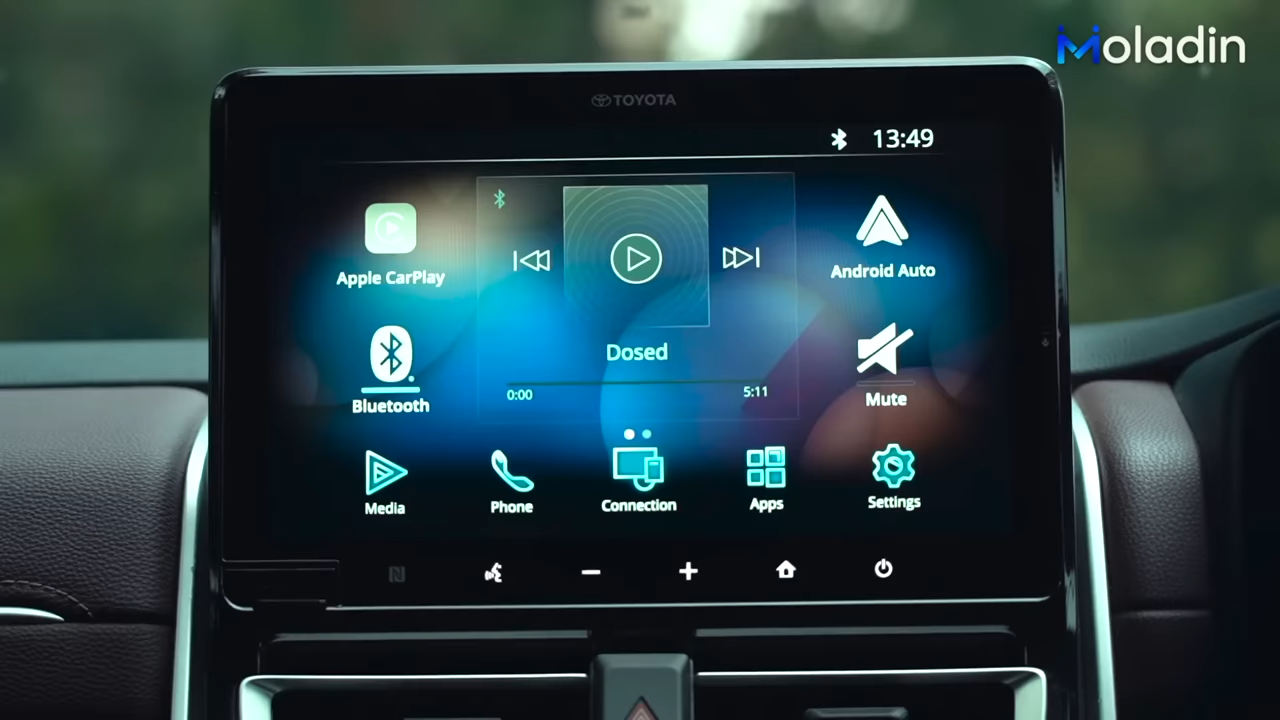 Moladin
TOYOTA
13:49
Apple CarPlay
Android Auto
Dosed
0:00
5:11
Bluetooth
Mute
Media
Phone
Connection
Apps
Settings